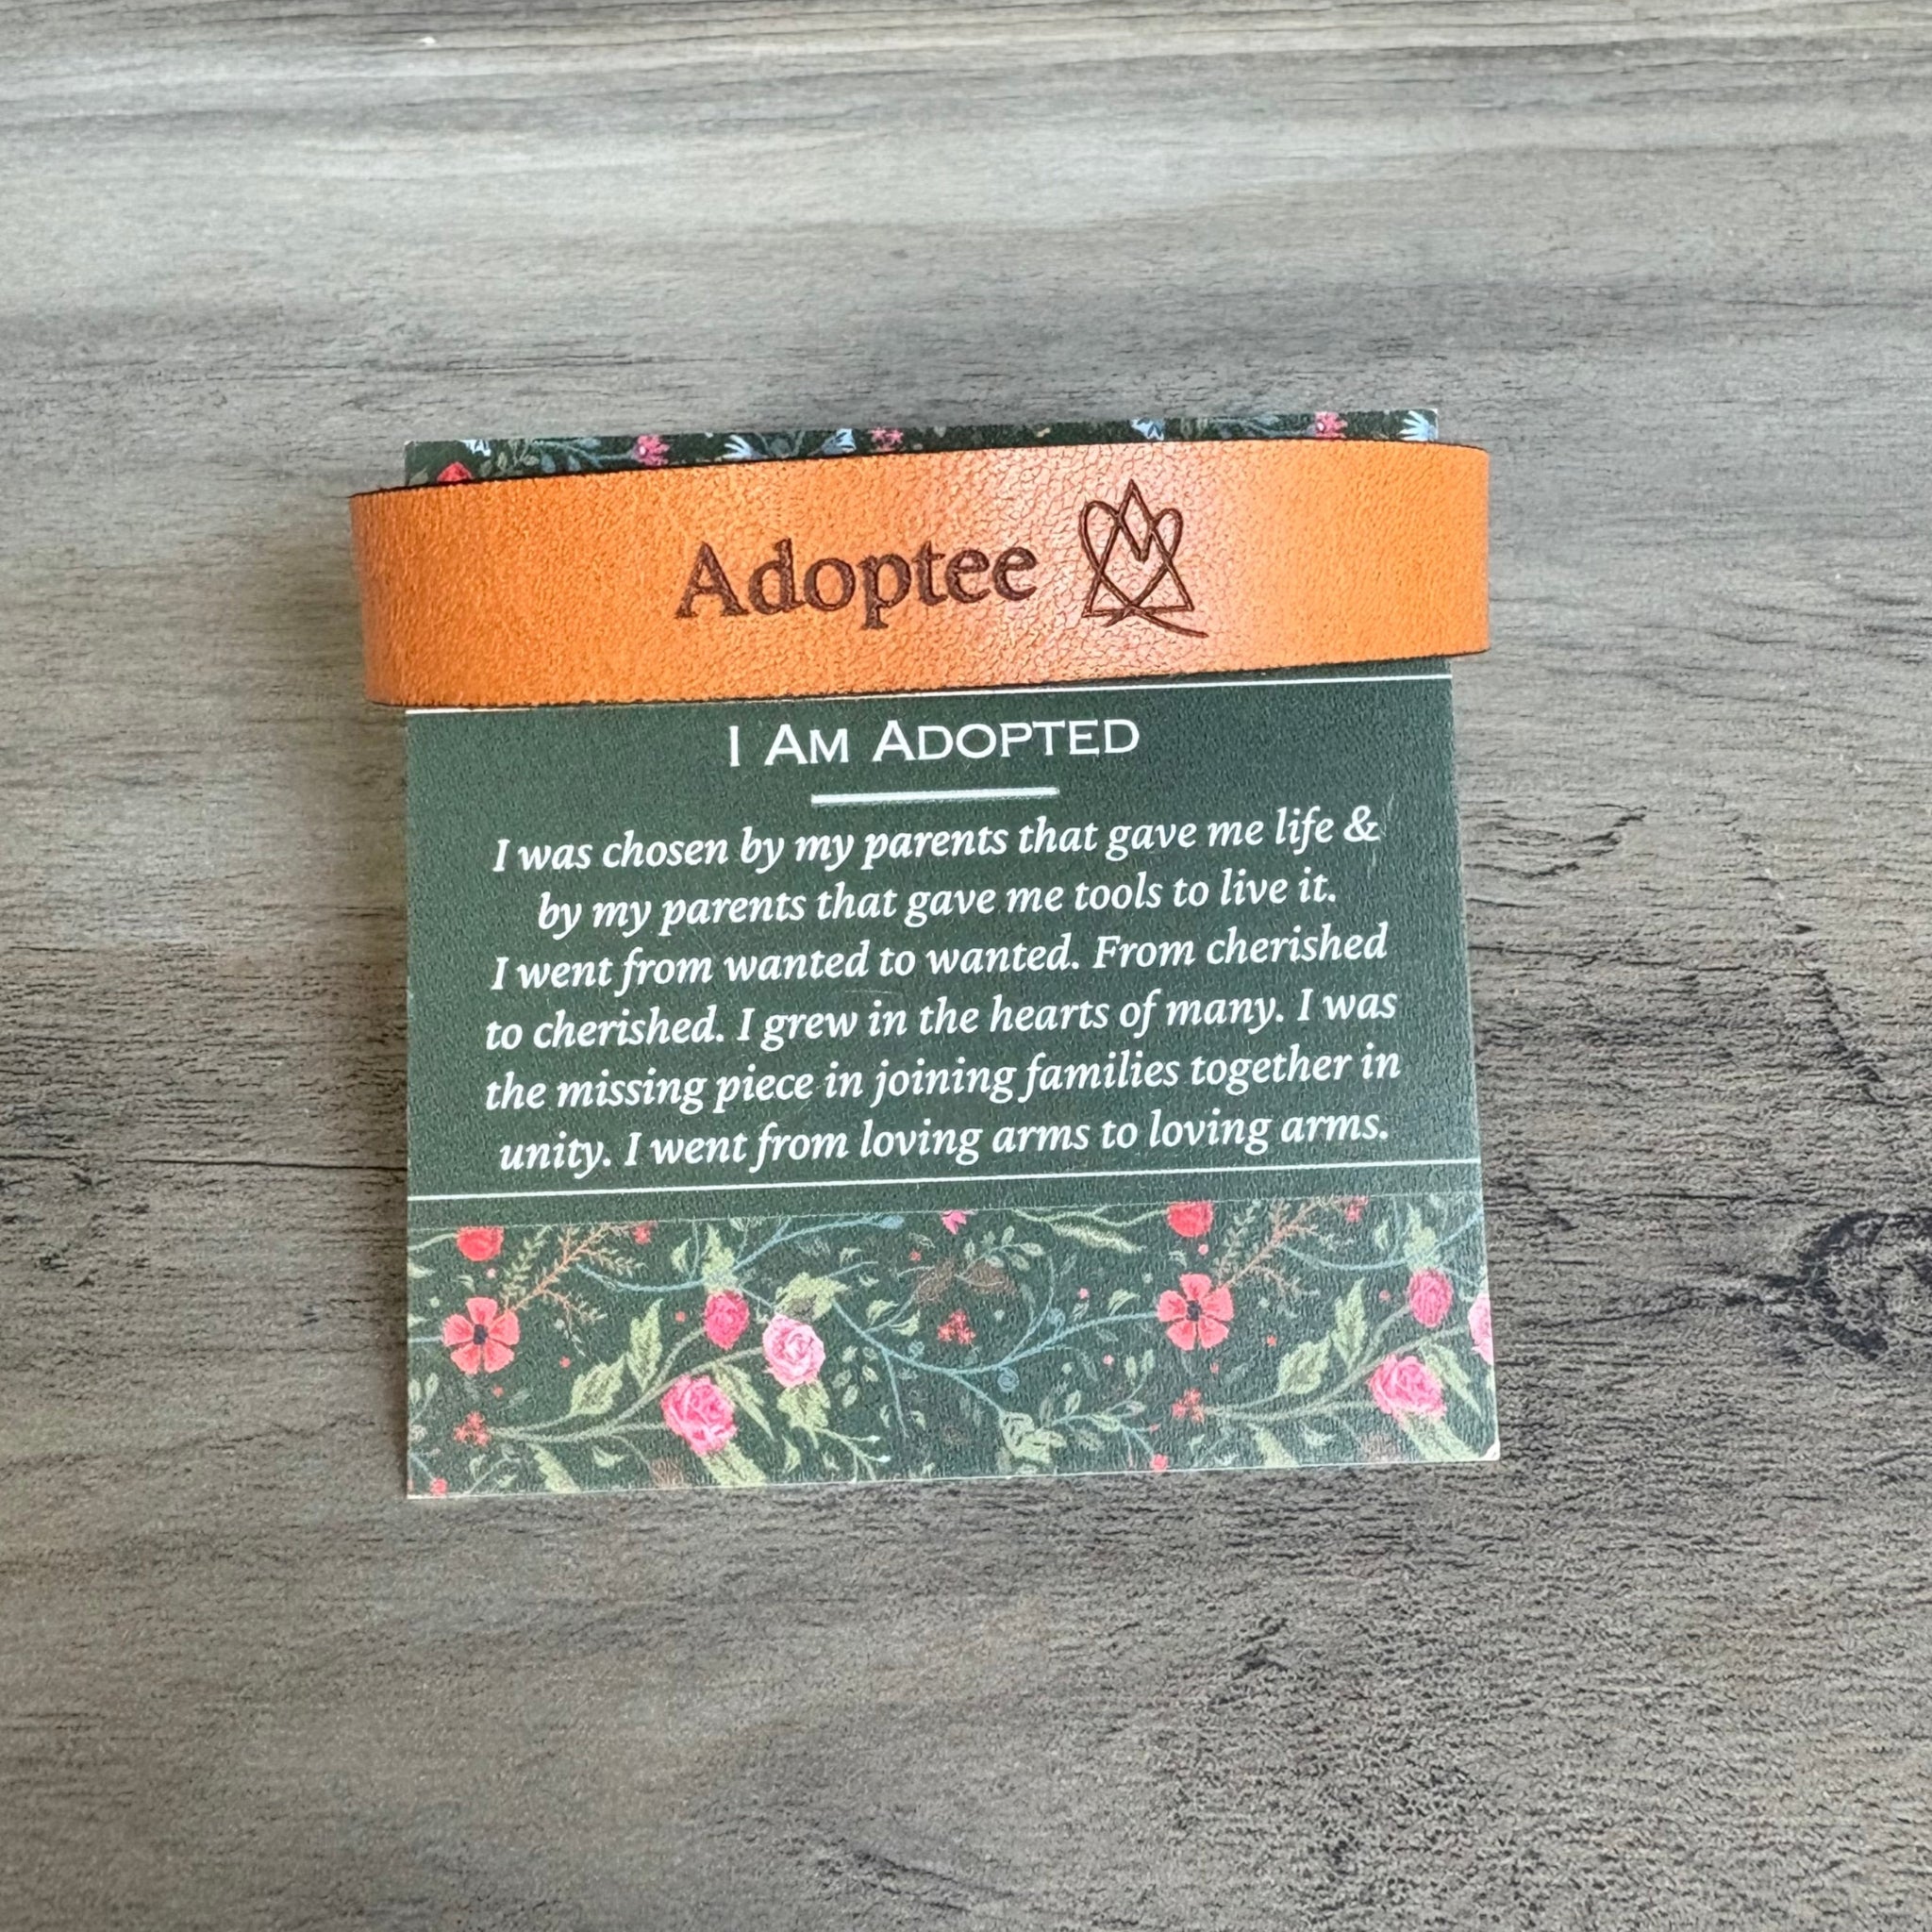 Adoptee
I AM ADOPTED
I was chosen by my parents that gave me life &
by my parents that gave me tools to live it.
I went from wanted to wanted. From cherished
to cherished. I grew in the hearts of many. I was
the missing piece in joining families together in
unity. I went from loving arms to loving arms.